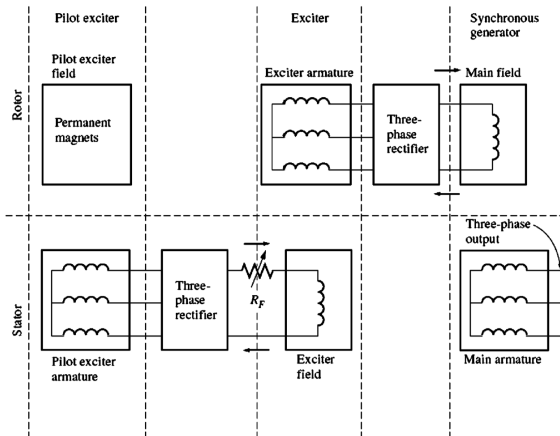 Pilot exciter
Exciter
Synchronous
generator
Rotor
Pilot exciter
field
Permanent
magnets
Exciter armature
Three-
phase
rectifier
Main field
Stator
Pilot exciter
armature
Three-
phase
rectifier
R_F
Exciter
field
Three-phase
output
Main armature